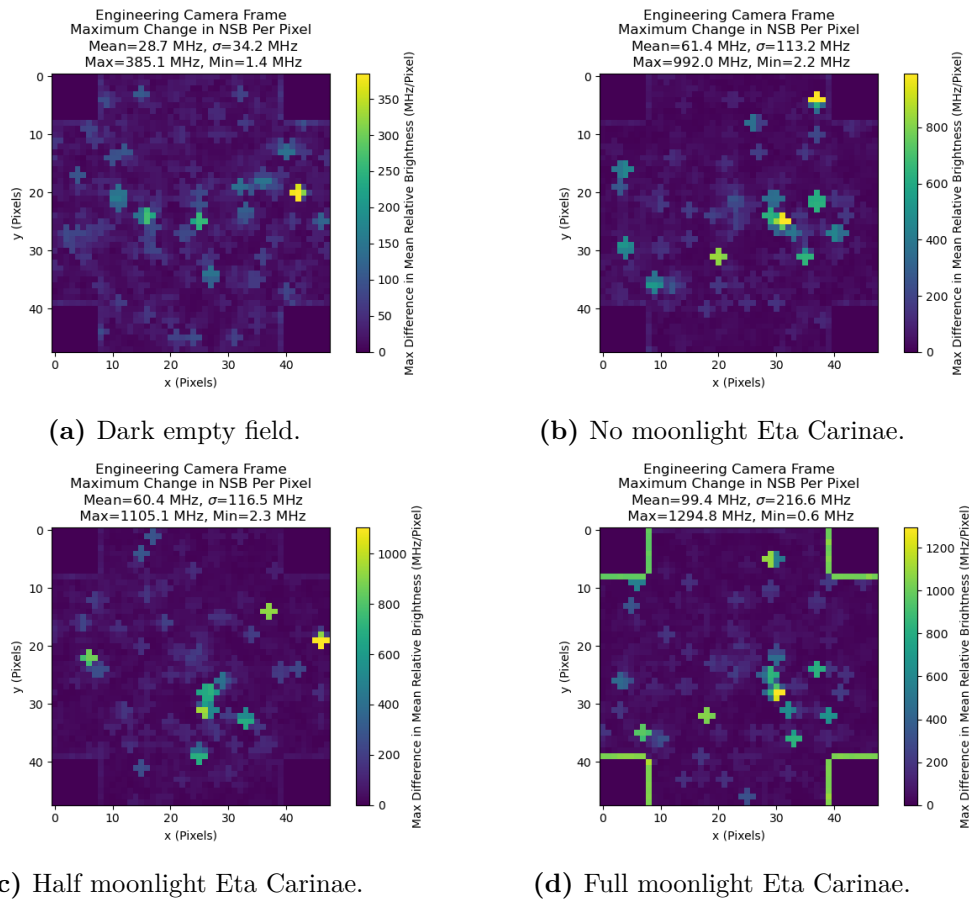 Engineering Camera Frame
Maximum Change in NSB Per Pixel
Mean=28.7 MHz, σ=34.2 MHz
Max=385.1 MHz, Min=1.4 MHz
0
10
20
30
40
y (Pixels)
0 10 20 30 40
x (Pixels)
350
300
250
200
150
100
50
0
Max Difference in Mean Relative Brightness (MHz/Pixel)
(a) Dark empty field.
Engineering Camera Frame
Maximum Change in NSB Per Pixel
Mean=61.4 MHz, σ=113.2 MHz
Max=992.0 MHz, Min=2.2 MHz
0
10
20
30
40
y (Pixels)
0 10 20 30 40
x (Pixels)
800
600
400
200
0
Max Difference in Mean Relative Brightness (MHz/Pixel)
(b) No moonlight Eta Carinae.
Engineering Camera Frame
Maximum Change in NSB Per Pixel
Mean=60.4 MHz, σ=116.5 MHz
Max=1105.1 MHz, Min=2.3 MHz
0
10
20
30
40
y (Pixels)
0 10 20 30 40
x (Pixels)
1000
800
600
400
200
0
Max Difference in Mean Relative Brightness (MHz/Pixel)
c) Half moonlight Eta Carinae.
Engineering Camera Frame
Maximum Change in NSB Per Pixel
Mean=99.4 MHz, σ=216.6 MHz
Max=1294.8 MHz, Min=0.6 MHz
0
10
20
30
40
y (Pixels)
0 10 20 30 40
x (Pixels)
1200
1000
800
600
400
200
0
Max Difference in Mean Relative Brightness (MHz/Pixel)
(d) Full moonlight Eta Carinae.